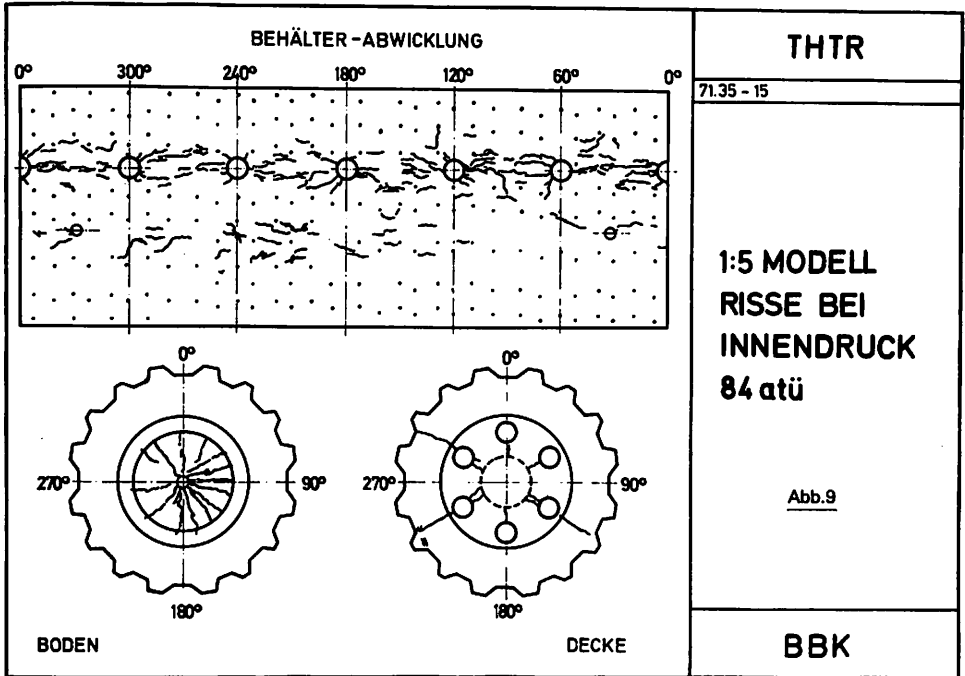 BEHÄLTER-ABWICKLUNG
0° 300° 240° 180° 120° 60° 0°
0°
270° 90°
180°
BODEN
0°
270° 90°
180°
DECKE
THTR
71.35 - 15
1:5 MODELL
RISSE BEI
INNENDRUCK
84 atü
Abb.9
BBK